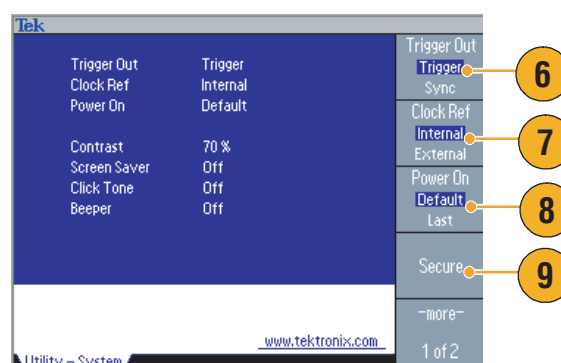 Tek
Trigger Out Trigger
Clock Ref Internal
Power On Default
Contrast 70 %
Screen Saver Off
Click Tone Off
Beeper Off
www.tektronix.com
Utility – System
Trigger Out
Trigger
Sync
6
Clock Ref
Internal
External
7
Power On
Default
Last
8
Secure
9
-more-
1 of 2